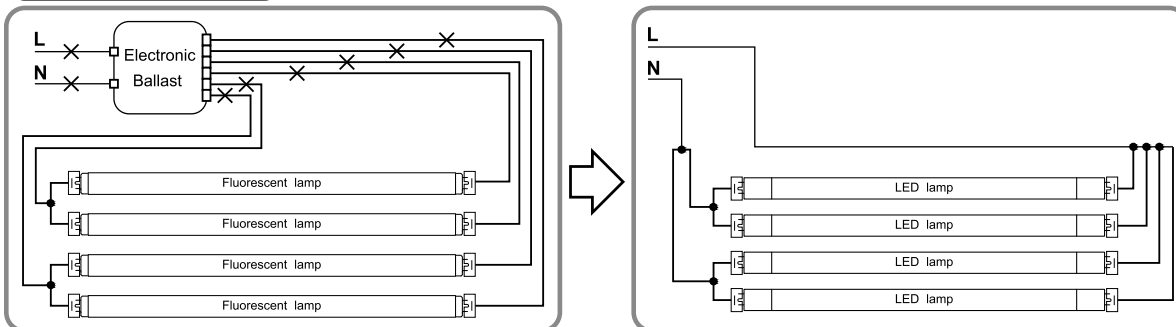 L
N
Electronic
Ballast
Fluorescent lamp
Fluorescent lamp
Fluorescent lamp
Fluorescent lamp
L
N
LED lamp
LED lamp
LED lamp
LED lamp